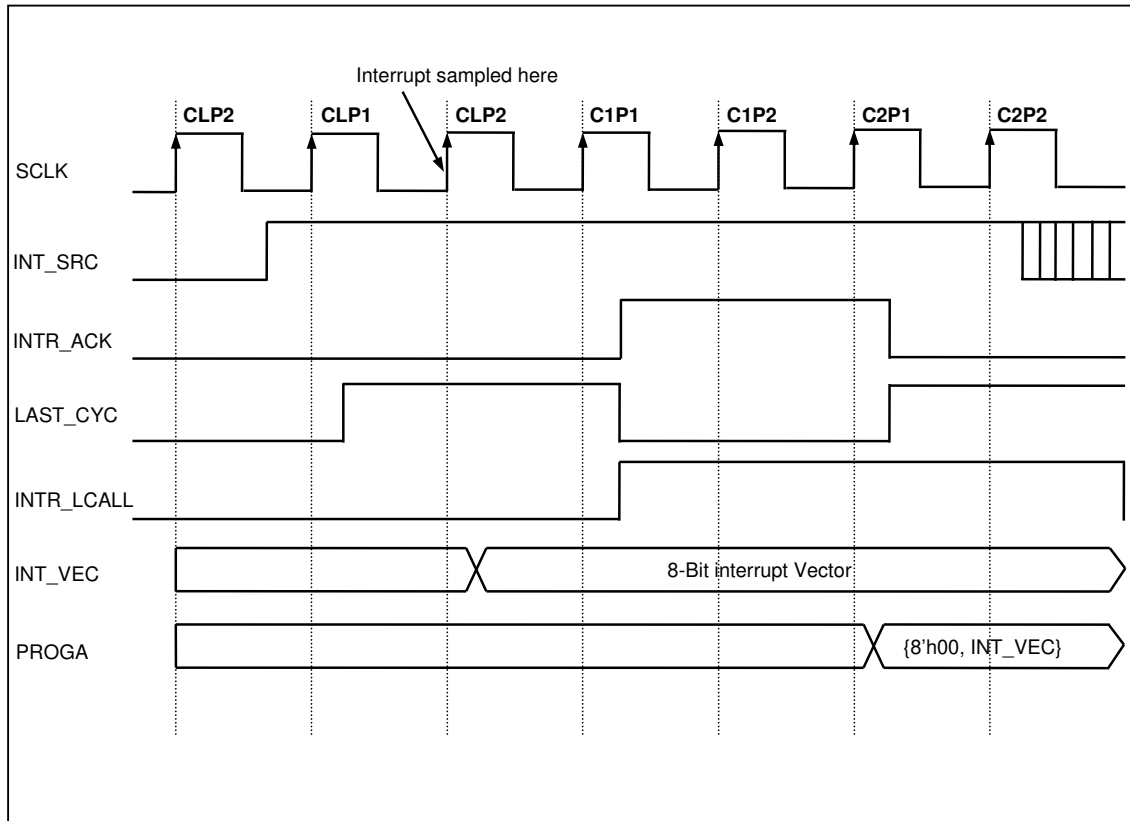 Interrupt sampled here
CLP2 CLP1 CLP2 C1P1 C1P2 C2P1 C2P2
SCLK
INT_SRC
INTR_ACK
LAST_CYC
INTR_LCALL
INT_VEC 8-Bit interrupt Vector
PROGA {8'h00, INT_VEC}